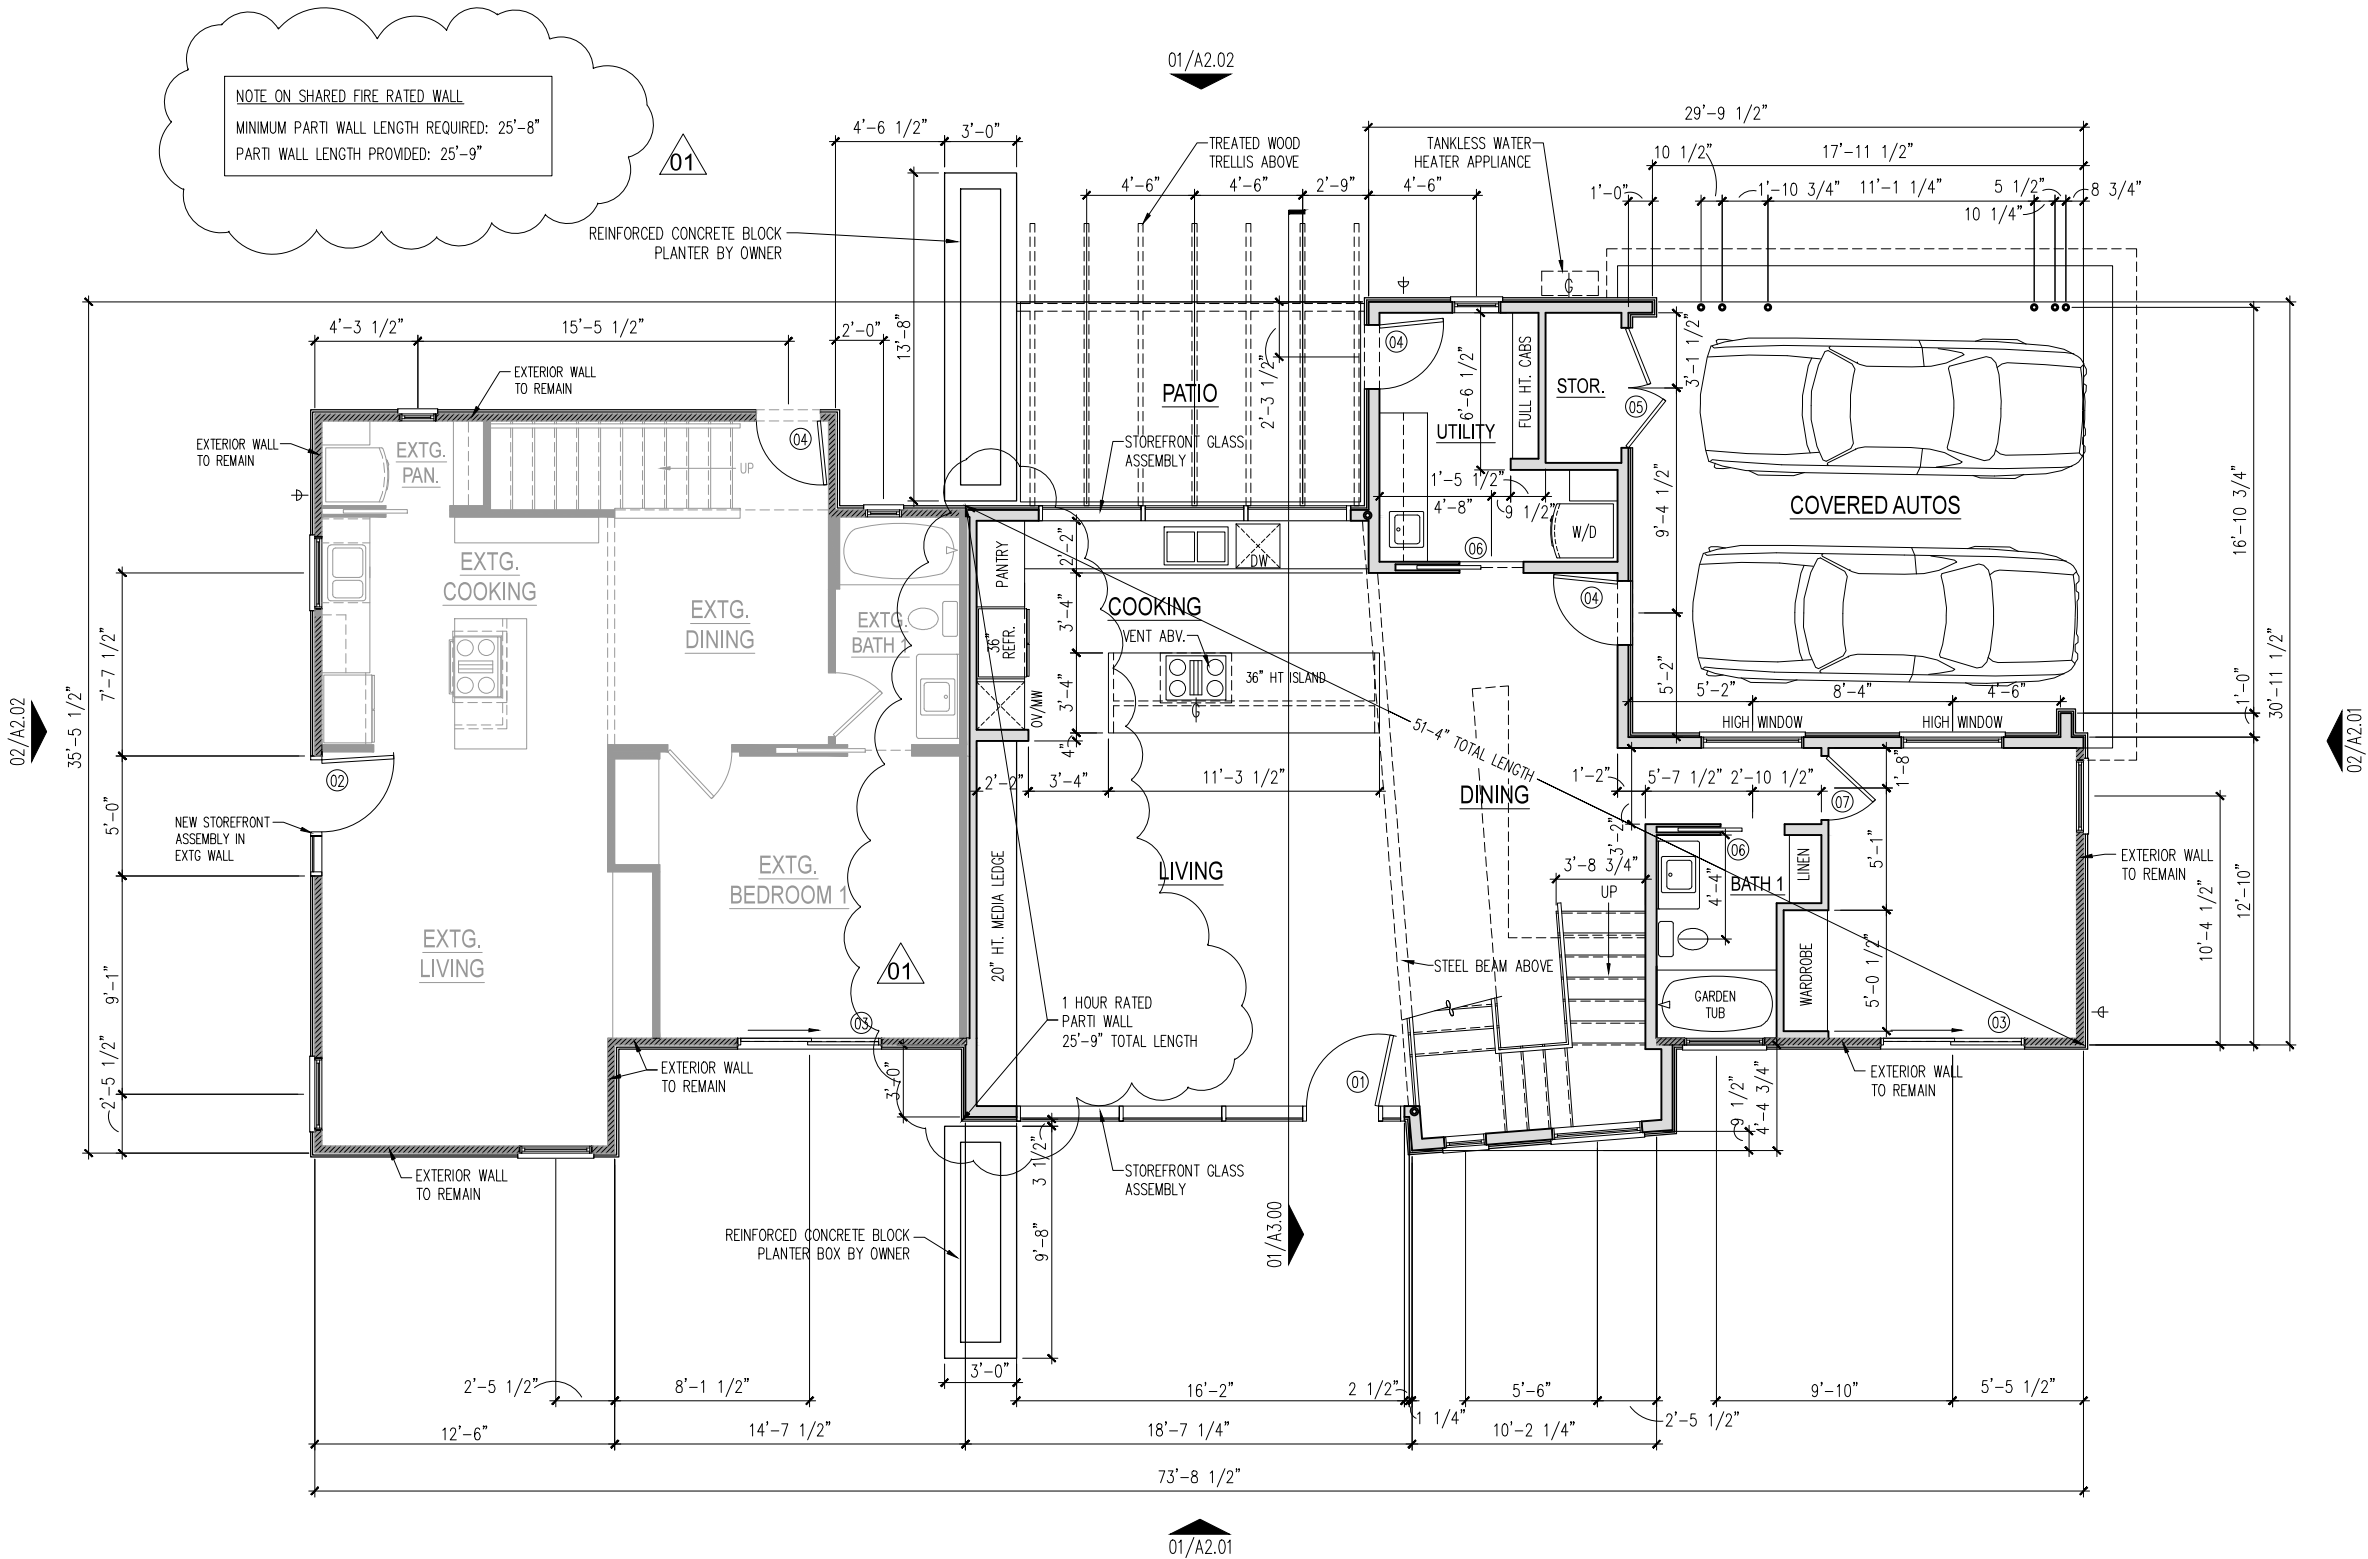 01/A2.02
NOTE ON SHARED FIRE RATED WALL
MINIMUM PARTI WALL LENGTH REQUIRED: 25'-8"
PARTI WALL LENGTH PROVIDED: 25'-9"
01
29'-9 1/2"
4'-6 1/2"
3'-0"
TREATED WOOD
TRELLIS ABOVE
TANKLESS WATER
HEATER APPLIANCE
10 1/2"
17'-11 1/2"
4'-6"
4'-6"
2'-9"
4'-6"
1'-0"
1'-10 3/4"
11'-1 1/4"
5 1/2"
8 3/4"
10 1/4"
REINFORCED CONCRETE BLOCK
PLANTER BY OWNER
G
4'-3 1/2"
15'-5 1/2"
2'-0"
13'-8"
2'-3 1/2"
3'-1 1/2"
EXTERIOR WALL
TO REMAIN
PATIO
04
6'-6 1/2"
FULL HT. CABS
STOR.
05
EXTERIOR WALL
TO REMAIN
EXTG.
PAN.
UP
04
STOREFRONT GLASS
ASSEMBLY
UTILITY
1'-5 1/2"
4'-8"
9 1/2"
W/D
9'-4 1/2"
COVERED AUTOS
16'-10 3/4"
06
04
PANTRY
2'-2"
DW
EXTG.
COOKING
EXTG.
DINING
EXTG.
BATH 1
36"
REFR.
3'-4"
COOKING
VENT ABV.
36" HT ISLAND
G
OV/MW
3'-4"
4"
5'-2"
5'-2"
8'-4"
4'-6"
HIGH WINDOW
HIGH WINDOW
1'-0"
30'-11 1/2"
7'-7 1/2"
35'-5 1/2"
02/A2.02
02/A2.01
51'-4" TOTAL LENGTH
2'-2"
3'-4"
11'-3 1/2"
DINING
1'-2"
5'-7 1/2"
2'-10 1/2"
1'-8"
07
02
5'-0"
NEW STOREFRONT
ASSEMBLY IN
EXTG WALL
3'-2"
06
3'-8 3/4"
UP
4'-4"
BATH 1
LINEN
5'-1"
EXTERIOR WALL
TO REMAIN
12'-10"
10'-4 1/2"
EXTG.
BEDROOM 1
LIVING
20" HT. MEDIA LEDGE
EXTG.
LIVING
01
STEEL BEAM ABOVE
WARDROBE
5'-0 1/2"
GARDEN
TUB
03
9'-1"
1 HOUR RATED
PARTI WALL
25'-9" TOTAL LENGTH
03
2'-5 1/2"
EXTERIOR WALL
TO REMAIN
3'-0"
01
EXTERIOR WALL
TO REMAIN
9 1/2"
4'-4 3/4"
EXTERIOR WALL
TO REMAIN
3 1/2"
STOREFRONT GLASS
ASSEMBLY
REINFORCED CONCRETE BLOCK
PLANTER BOX BY OWNER
9'-8"
01/A3.00
3'-0"
2'-5 1/2"
8'-1 1/2"
16'-2"
2 1/2"
1 1/4"
5'-6"
2'-5 1/2"
9'-10"
5'-5 1/2"
12'-6"
14'-7 1/2"
18'-7 1/4"
10'-2 1/4"
73'-8 1/2"
01/A2.01